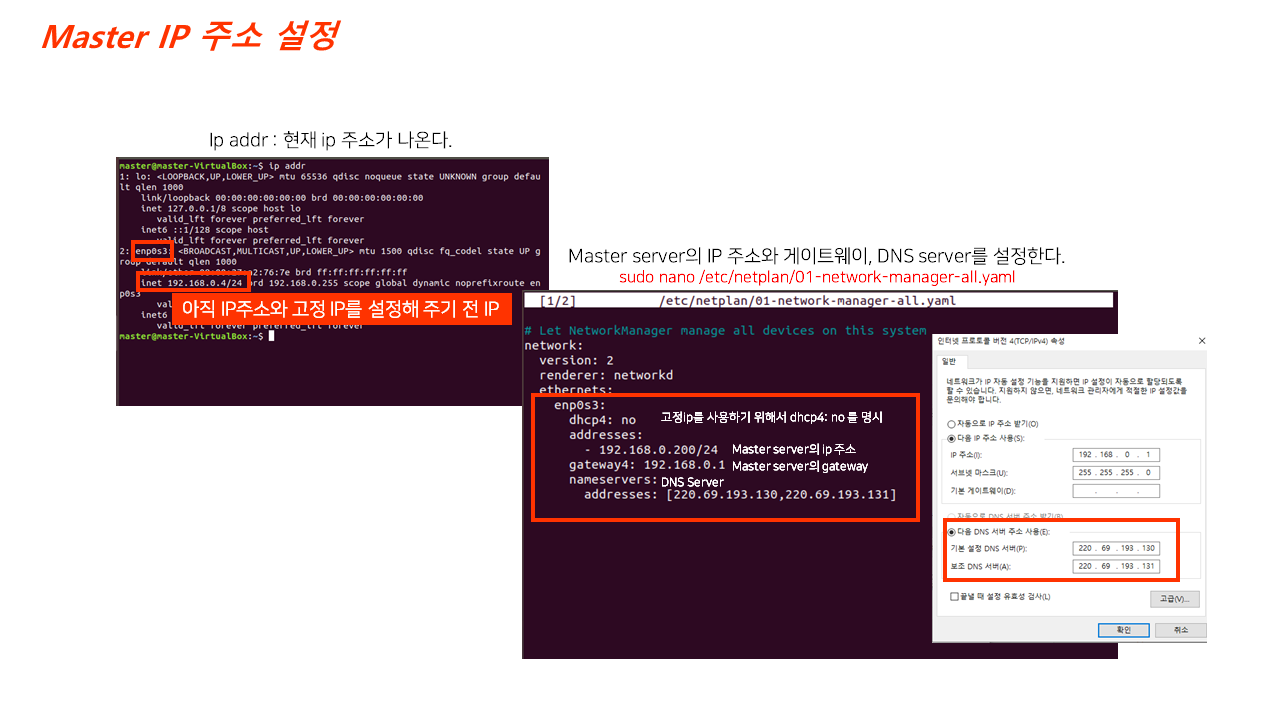 Master IP 주소 설정
Ip addr : 현재 ip 주소가 나온다.
master@master-VirtualBox:~$ ip addr
1: lo: <LOOPBACK,UP,LOWER_UP> mtu 65536 qdisc noqueue state UNKNOWN group defau
lt qlen 1000
link/loopback 00:00:00:00:00:00 brd 00:00:00:00:00:00
inet 127.0.0.1/8 scope host lo
valid_lft forever preferred_lft forever
inet6 ::1/128 scope host
valid_lft forever preferred_lft forever
2: enp0s3: <BROADCAST,MULTICAST,UP,LOWER_UP> mtu 1500 qdisc fq_codel state UP g
roup default qlen 1000
link/ether brd ff:ff:ff:ff:ff:ff
inet 192.168.0.4/24 brd 192.168.0.255 scope global dynamic noprefixroute en
p0s3
아직 IP주소와 고정 IP를 설정해 주기 전 IP
inet6
valid_lft forever preferred_lft forever
master@master-VirtualBox:~$
Master server의 IP 주소와 게이트웨이, DNS server를 설정한다.
sudo nano /etc/netplan/01-network-manager-all.yaml
[1/2] /etc/netplan/01-network-manager-all.yaml
# Let NetworkManager manage all devices on this system
network:
version: 2
renderer: networkd
ethernets:
enp0s3:
dhcp4: no 고정ip를 사용하기 위해서 dhcp4: no 를 명시
addresses:
- 192.168.0.200/24 Master server의 ip 주소
gateway4: 192.168.0.1 Master server의 gateway
nameservers: DNS Server
addresses: [220.69.193.130,220.69.193.131]
인터넷 프로토콜 버전 4(TCP/IPv4) 속성
일반
네트워크가 IP 자동 설정 기능을 지원하면 IP 설정이 자동으로 할당되도록
할 수 있습니다. 지원하지 않으면, 네트워크 관리자에게 적절한 IP 설정값을
문의해야 합니다.
자동으로 IP 주소 받기(O)
다음 IP 주소 사용(S):
IP 주소(I): 192 . 168 . 0 . 1
서브넷 마스크(U): 255 . 255 . 255 . 0
기본 게이트웨이(D): . . .
자동으로 DNS 서버 주소 받기(B)
다음 DNS 서버 주소 사용(E):
기본 설정 DNS 서버(P): 220 . 69 . 193 . 130
보조 DNS 서버(A): 220 . 69 . 193 . 131
끝낼 때 설정 유효성 검사(L)
고급(V)...
확인 취소